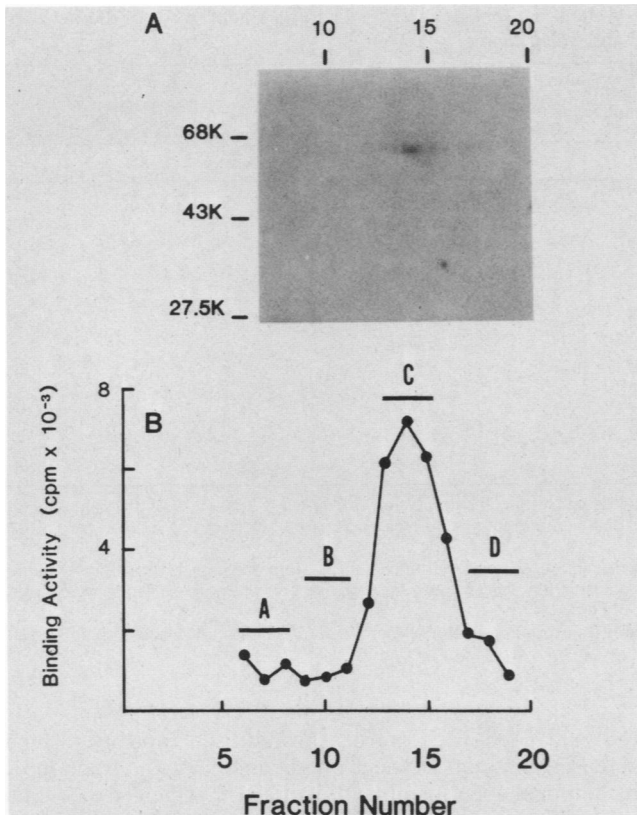 A
10 15 20
68K
43K
27.5K
B
8
4
Binding Activity (cpm x 10⁻³)
A
B
C
D
5 10 15 20
Fraction Number